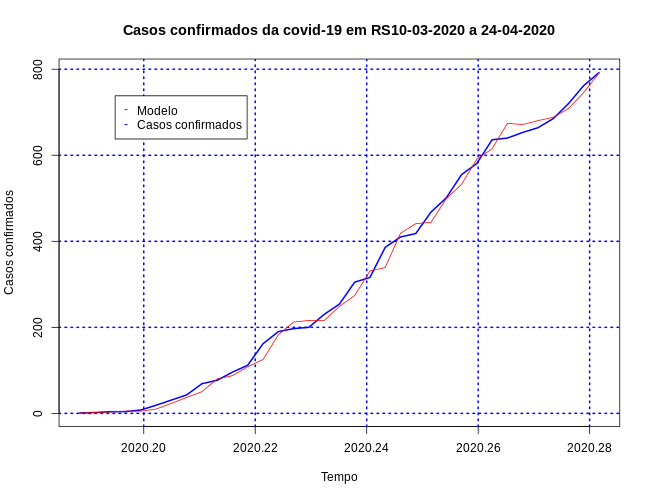 Casos confirmados da covid-19 em RS10-03-2020 a 24-04-2020
Casos confirmados
800
600
400
200
0
- Modelo
- Casos confirmados
2020.20 2020.22 2020.24 2020.26 2020.28
Tempo